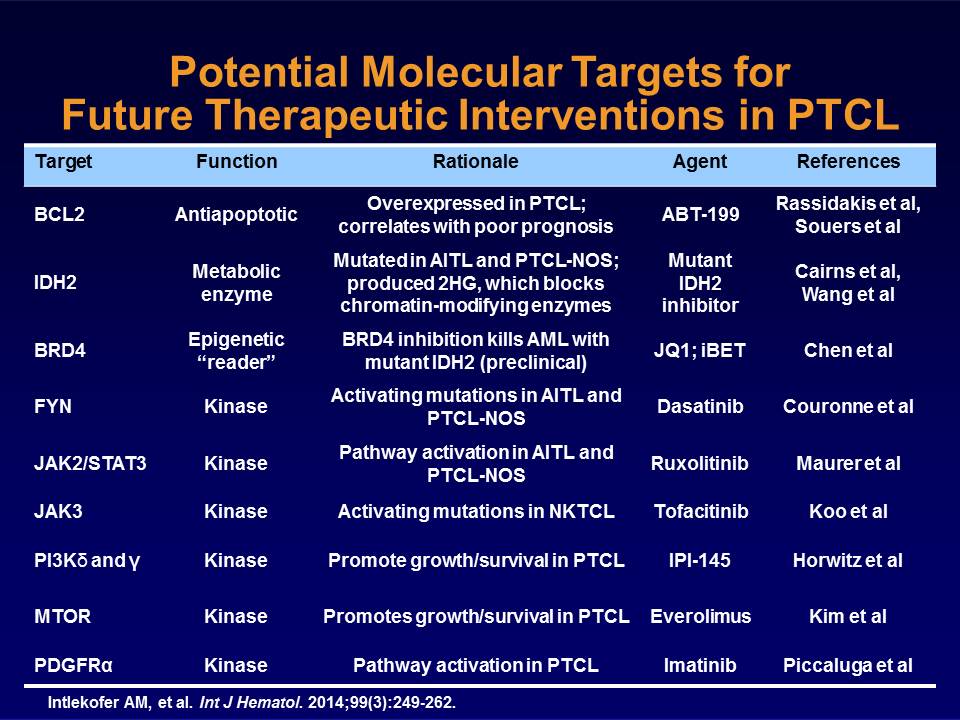 Potential Molecular Targets for
Future Therapeutic Interventions in PTCL
Target Function Rationale Agent References
BCL2 Antiapoptotic Overexpressed in PTCL; correlates with poor prognosis ABT-199 Rassidakis et al, Souers et al
IDH2 Metabolic enzyme Mutated in AITL and PTCL-NOS; produced 2HG, which blocks chromatin-modifying enzymes Mutant IDH2 inhibitor Cairns et al, Wang et al
BRD4 Epigenetic “reader” BRD4 inhibition kills AML with mutant IDH2 (preclinical) JQ1; iBET Chen et al
FYN Kinase Activating mutations in AITL and PTCL-NOS Dasatinib Couronne et al
JAK2/STAT3 Kinase Pathway activation in AITL and PTCL-NOS Ruxolitinib Maurer et al
JAK3 Kinase Activating mutations in NKTCL Tofacitinib Koo et al
PI3Kδ and γ Kinase Promote growth/survival in PTCL IPI-145 Horwitz et al
MTOR Kinase Promotes growth/survival in PTCL Everolimus Kim et al
PDGFRα Kinase Pathway activation in PTCL Imatinib Piccaluga et al
Intlekofer AM, et al. Int J Hematol. 2014;99(3):249-262.